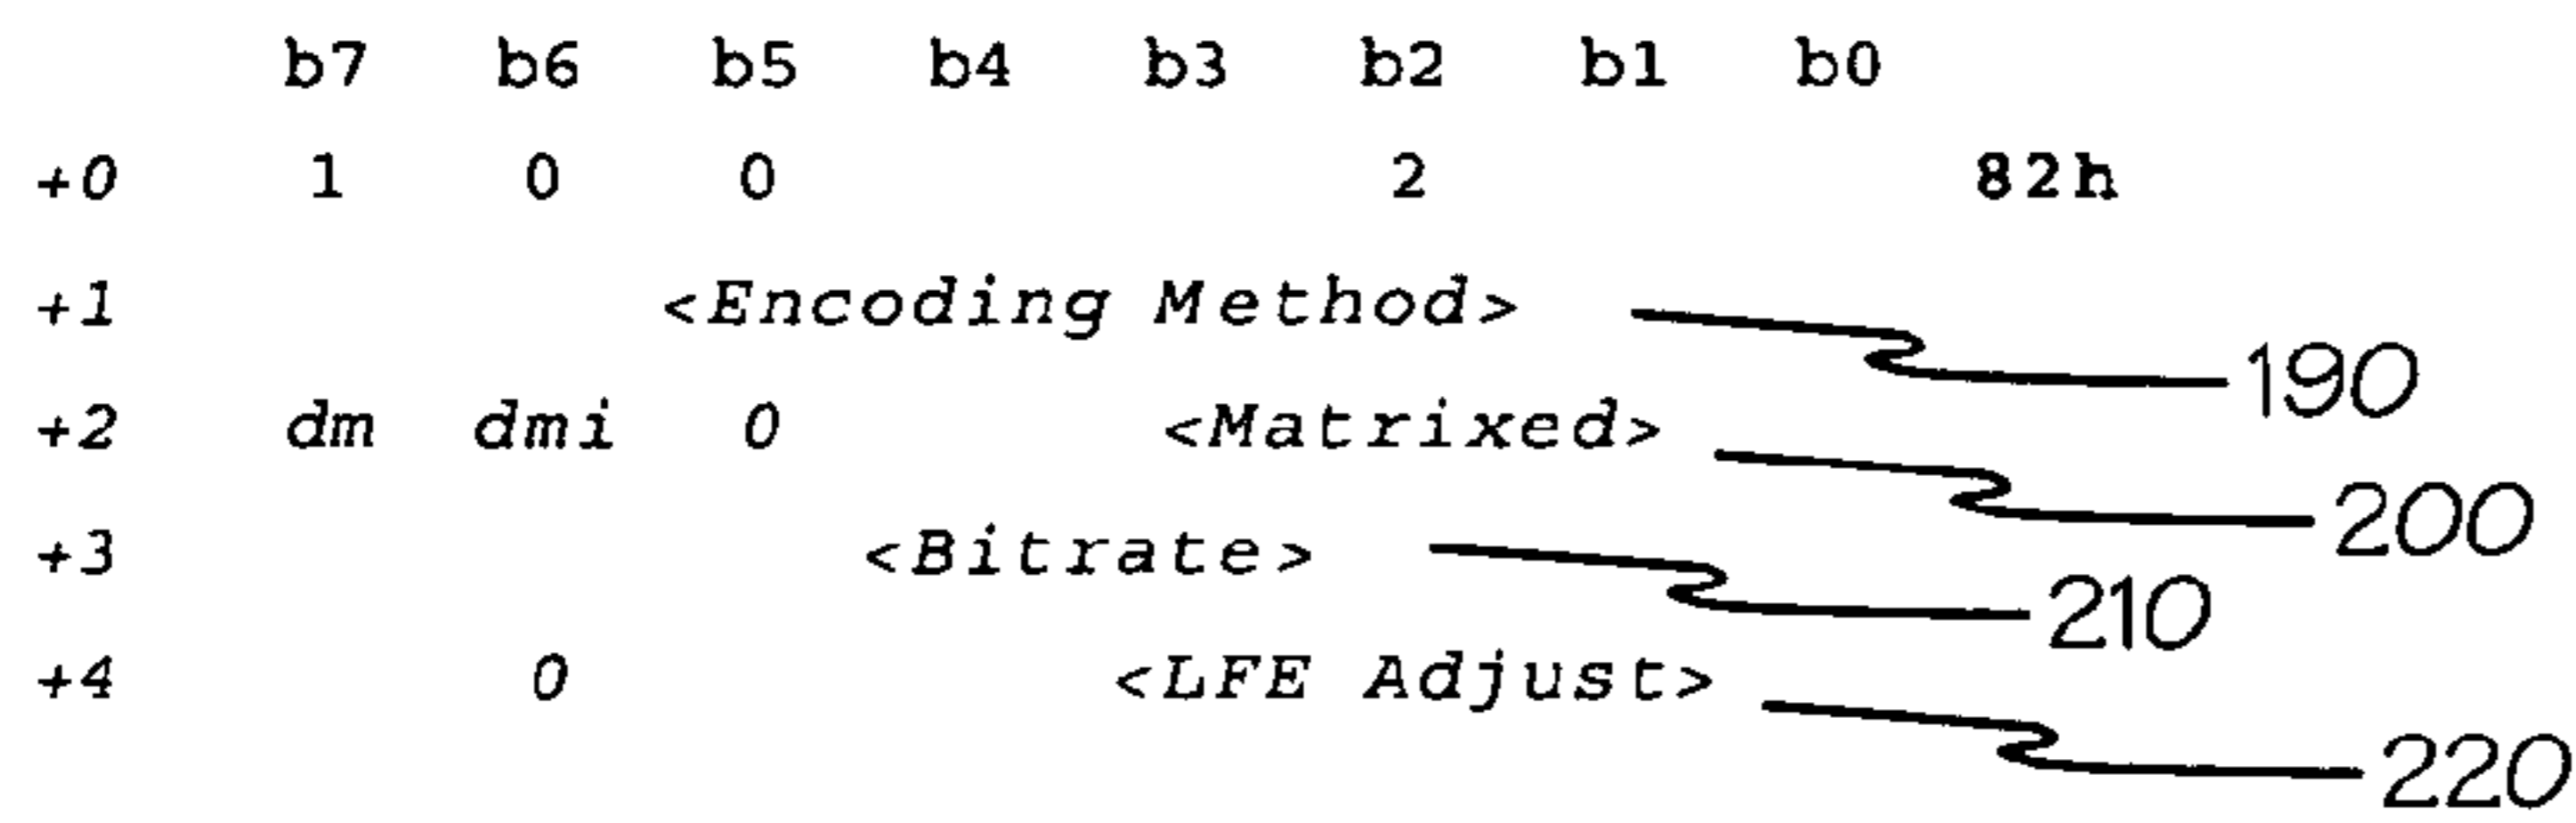 b7 b6 b5 b4 b3 b2 b1 b0
+0 1 0 0 2 82h
+1 <Encoding Method> 190
+2 dm dmi 0 <Matrixed> 200
+3 <Bitrate> 210
+4 0 <LFE Adjust> 220